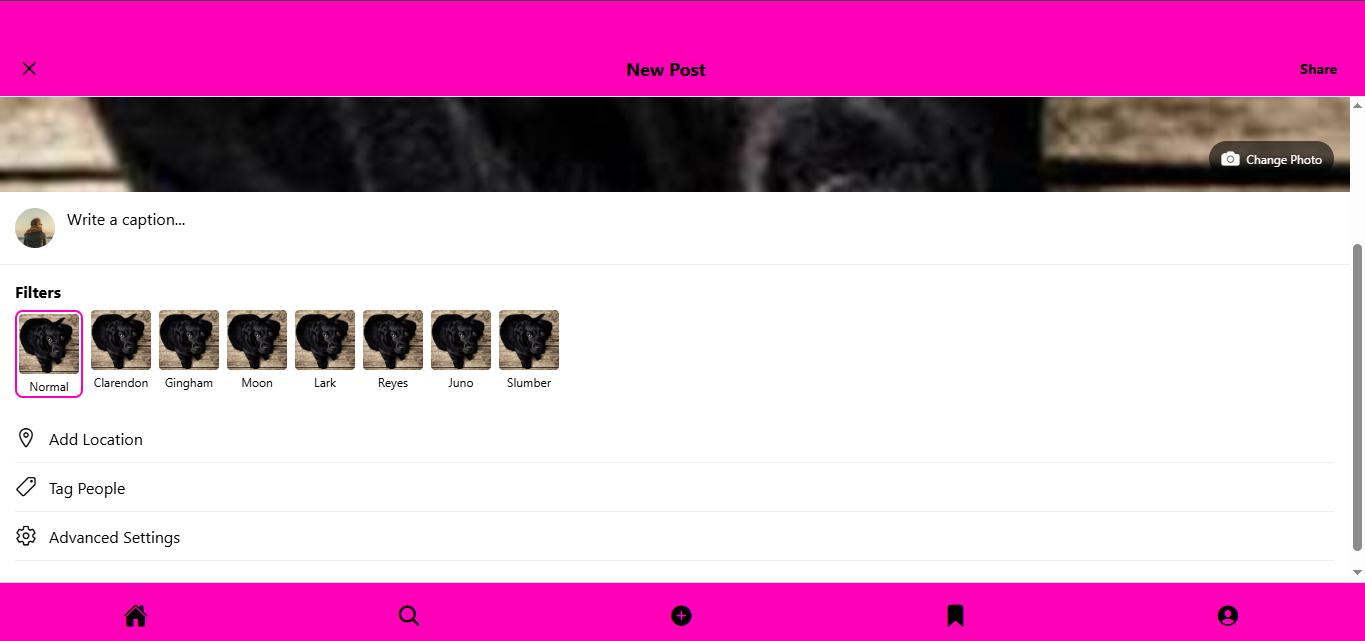 New Post
Share
Change Photo
Write a caption...
Filters
Normal Clarendon Gingham Moon Lark Reyes Juno Slumber
Add Location
Tag People
Advanced Settings